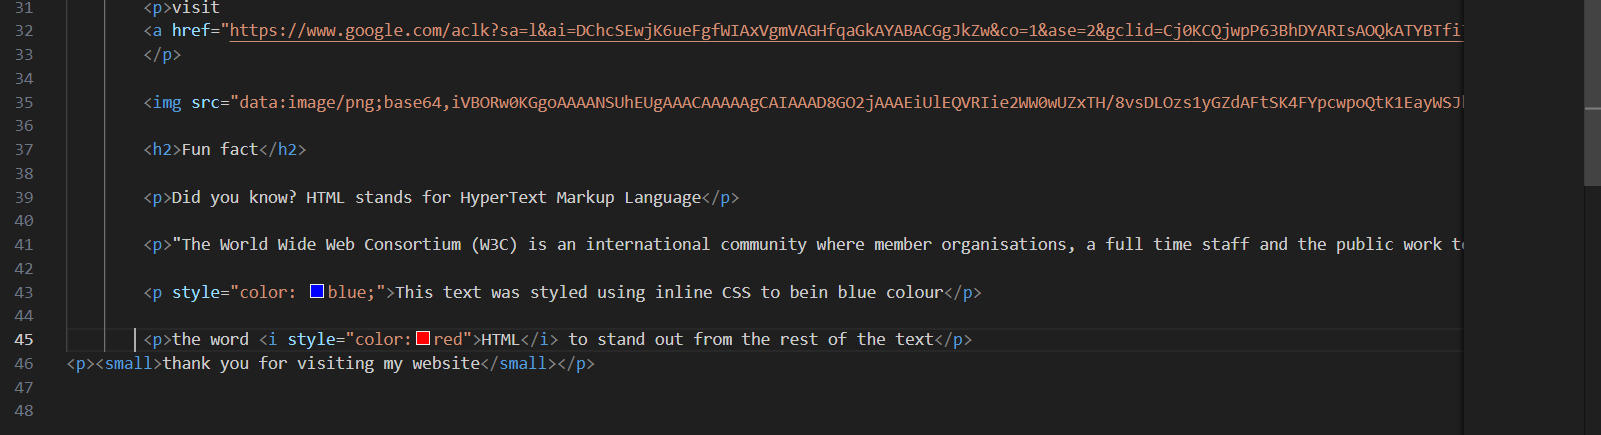 31 <p>visit
32 <a href="https://www.google.com/aclk?sa=l&ai=DChcSEwjK6ueFgfWIAxVgmVAGHfqaGkAYABACGgJkZw&co=1&ase=2&gclid=Cj0KCQjwpP63BhDYARIsAOQkATYBTfi
33 </p>
34
35 <img src="data:image/png;base64,iVBORw0KGgoAAAANSUhEUgAAACAAAAAgCAIAAAD8GO2jAAAEiUlEQVRIie2WW0wUZxTH/8vsDLOzs1yGZdAFtSK4FYpcwpoQtK1EayWSJ
36
37 <h2>Fun fact</h2>
38
39 <p>Did you know? HTML stands for HyperText Markup Language</p>
40
41 <p>"The World Wide Web Consortium (W3C) is an international community where member organisations, a full time staff and the public work t
42
43 <p style="color: blue;">This text was styled using inline CSS to bein blue colour</p>
44
45 <p>the word <i style="color:red">HTML</i> to stand out from the rest of the text</p>
46 <p><small>thank you for visiting my website</small></p>
47
48